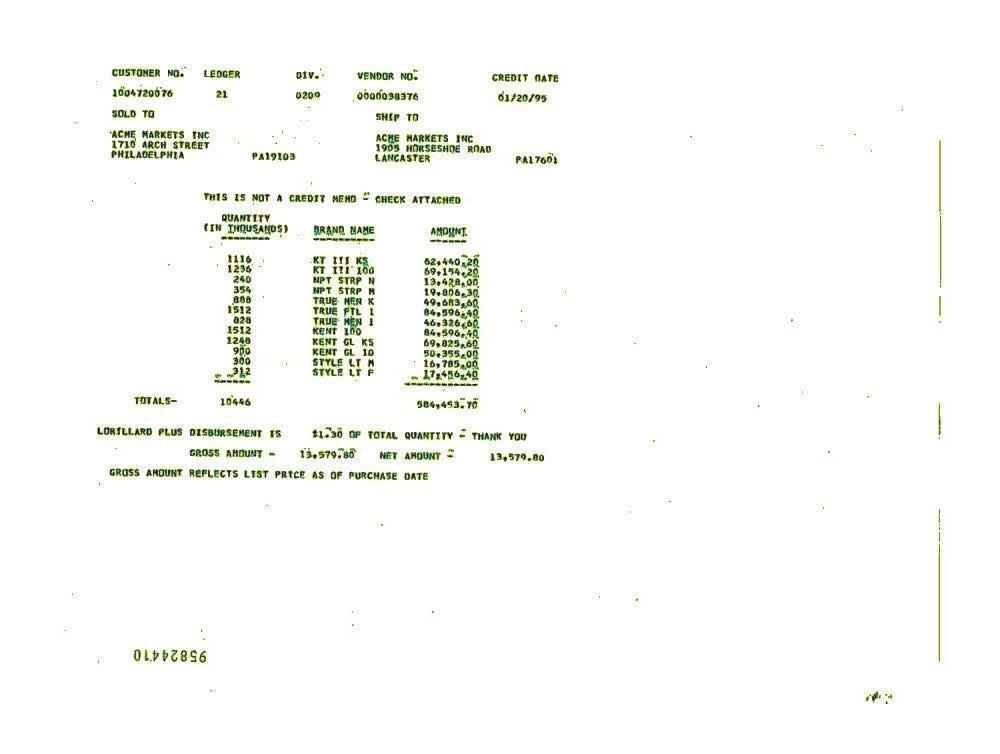 CUSTOMER NO. LEDGER DIV. VENDOR NO. CREDIT DATE
1004720076 21 0209 0000038376 01/20/95
SOLD TO SHIP TO
ACME MARKETS INC ACME MARKETS INC
1710 ARCH STREET 1905 HORSESHOE ROAD
PHILADELPHIA PA19103 LANCASTER PA17601
THIS IS NOT A CREDIT MEMO - CHECK ATTACHED
QUANTITY
(IN THOUSANDS) BRAND NAME AMOUNT
1116 KT III KS 62,440.20
1236 KT III 100 69,154.20
240 NPT STRP N 13,428.00
354 NPT STRP M 19,806.30
888 TRUE MEN K 49,683.60
1512 TRUE FTL 1 84,596.40
828 TRUE MEN 1 46,326.60
1512 KENT 100 84,596.40
1248 KENT GL KS 69,825.60
900 KENT GL 10 50,355.00
300 STYLE LT M 16,785.00
312 STYLE LT F 17,456.40
TOTALS- 10446 584,453.70
LORILLARD PLUS DISBURSEMENT IS $1.30 OF TOTAL QUANTITY - THANK YOU
GROSS AMOUNT - 13,579.80 NET AMOUNT - 13,579.80
GROSS AMOUNT REFLECTS LIST PRICE AS OF PURCHASE DATE
95824410